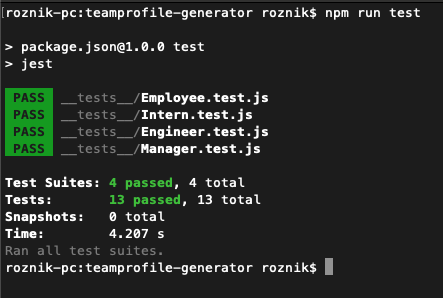 [roznik-pc:teamprofile-generator roznik$ npm run test
> package.json@1.0.0 test
> jest
PASS __tests__/Employee.test.js
PASS __tests__/Intern.test.js
PASS __tests__/Engineer.test.js
PASS __tests__/Manager.test.js
Test Suites: 4 passed, 4 total
Tests: 13 passed, 13 total
Snapshots: 0 total
Time: 4.207 s
Ran all test suites.
roznik-pc:teamprofile-generator roznik$